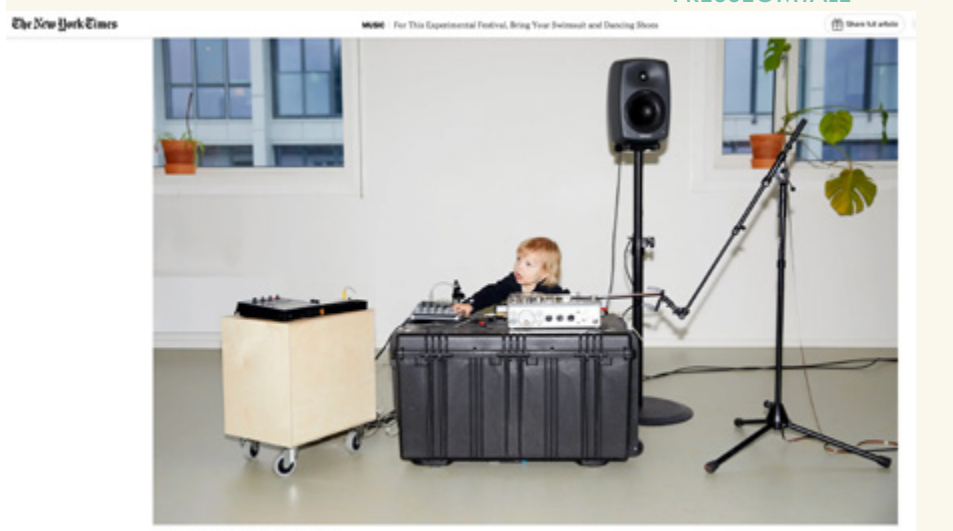 The New York Times
MUSIC | For This Experimental Festival, Bring Your Swimsuit and Dancing Shoes
Share full article